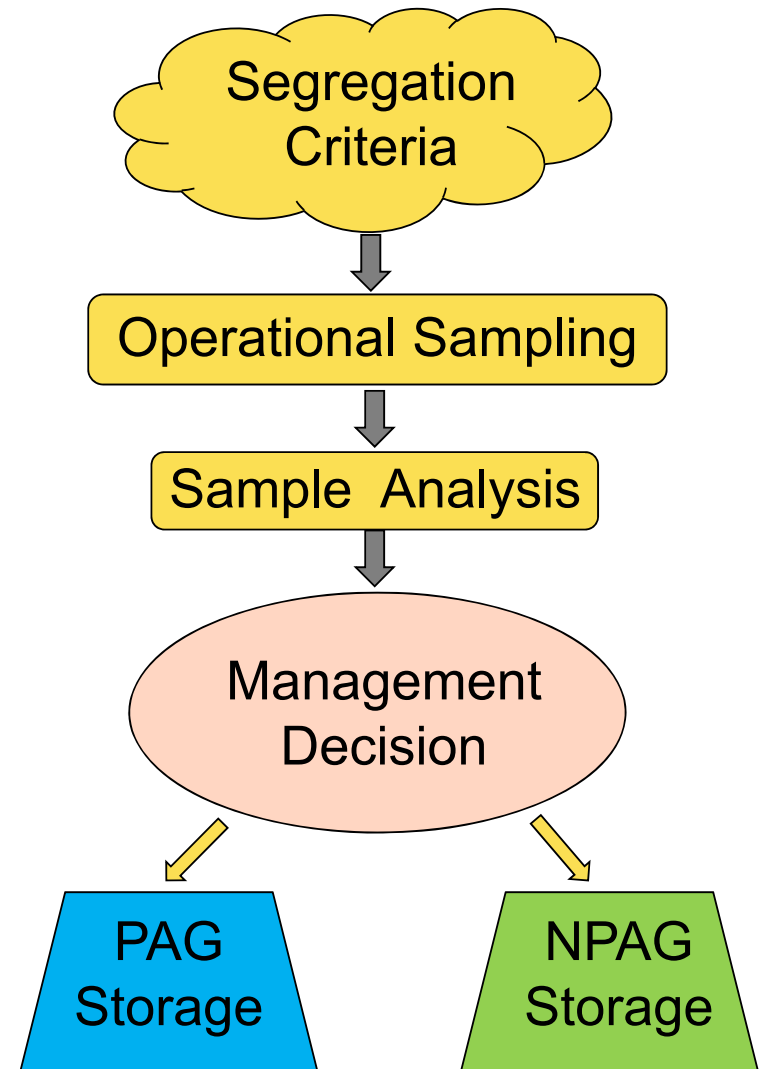 Segregation
Criteria
Operational Sampling
Sample Analysis
Management
Decision
PAG
Storage
NPAG
Storage